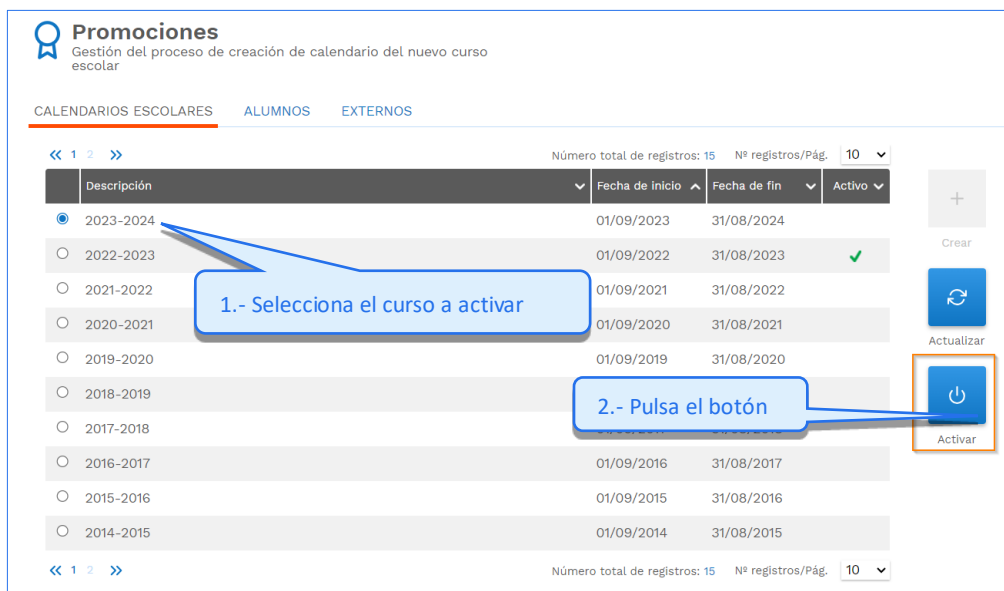 Promociones
Gestión del proceso de creación de calendario del nuevo curso
escolar
CALENDARIOS ESCOLARES ALUMNOS EXTERNOS
1 2 Número total de registros: 15 Nº registros/Pág. 10
Descripción Fecha de inicio Fecha de fin Activo
2023-2024 01/09/2023 31/08/2024
2022-2023 01/09/2022 31/08/2023
2021-2022 01/09/2021 31/08/2022
2020-2021 01/09/2020 31/08/2021
2019-2020 01/09/2019 31/08/2020
2018-2019
2017-2018
2016-2017 01/09/2016 31/08/2017
2015-2016 01/09/2015 31/08/2016
2014-2015 01/09/2014 31/08/2015
1 2 Número total de registros: 15 Nº registros/Pág. 10
Crear
Actualizar
Activar
1.- Selecciona el curso a activar
2.- Pulsa el botón